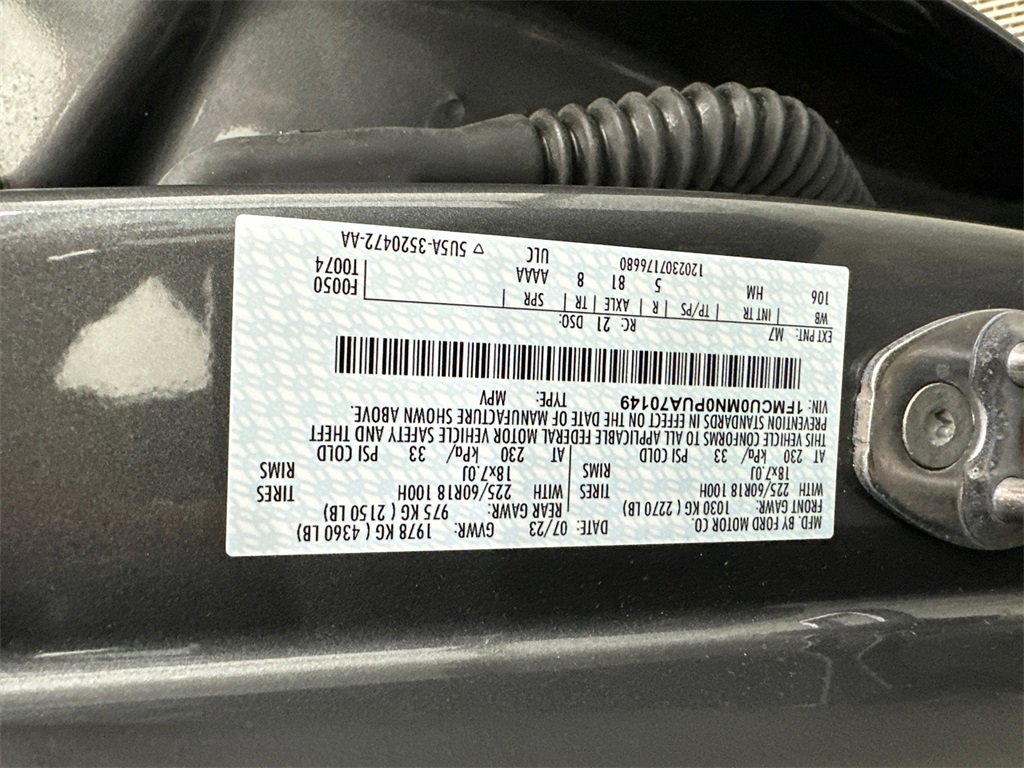 MFD. BY FORD MOTOR CO. DATE: 07/23 GVWR: 1978 KG ( 4360 LB)
FRONT GAWR: 1030 KG ( 2270 LB) REAR GAWR: 975 KG ( 2150 LB)
WITH 225/60R18 100H TIRES WITH 225/60R18 100H TIRES
18x7.0J RIMS 18x7.0J RIMS
AT 230 kPa/ 33 PSI COLD AT 230 kPa/ 33 PSI COLD
THIS VEHICLE CONFORMS TO ALL APPLICABLE FEDERAL MOTOR VEHICLE SAFETY AND THEFT
PREVENTION STANDARDS IN EFFECT ON THE DATE OF MANUFACTURE SHOWN ABOVE.
VIN: 1FMCU0MN0PUA70149 TYPE: MPV
EXT PNT: M7 RC: 21 DSO:
WB | INT TR | TP/PS | R | AXLE | TR | SPR | F0050
106 HM 5 81 8 AAAA T0074
1202307176680 ULC ▽ 5U5A-3520472-AA